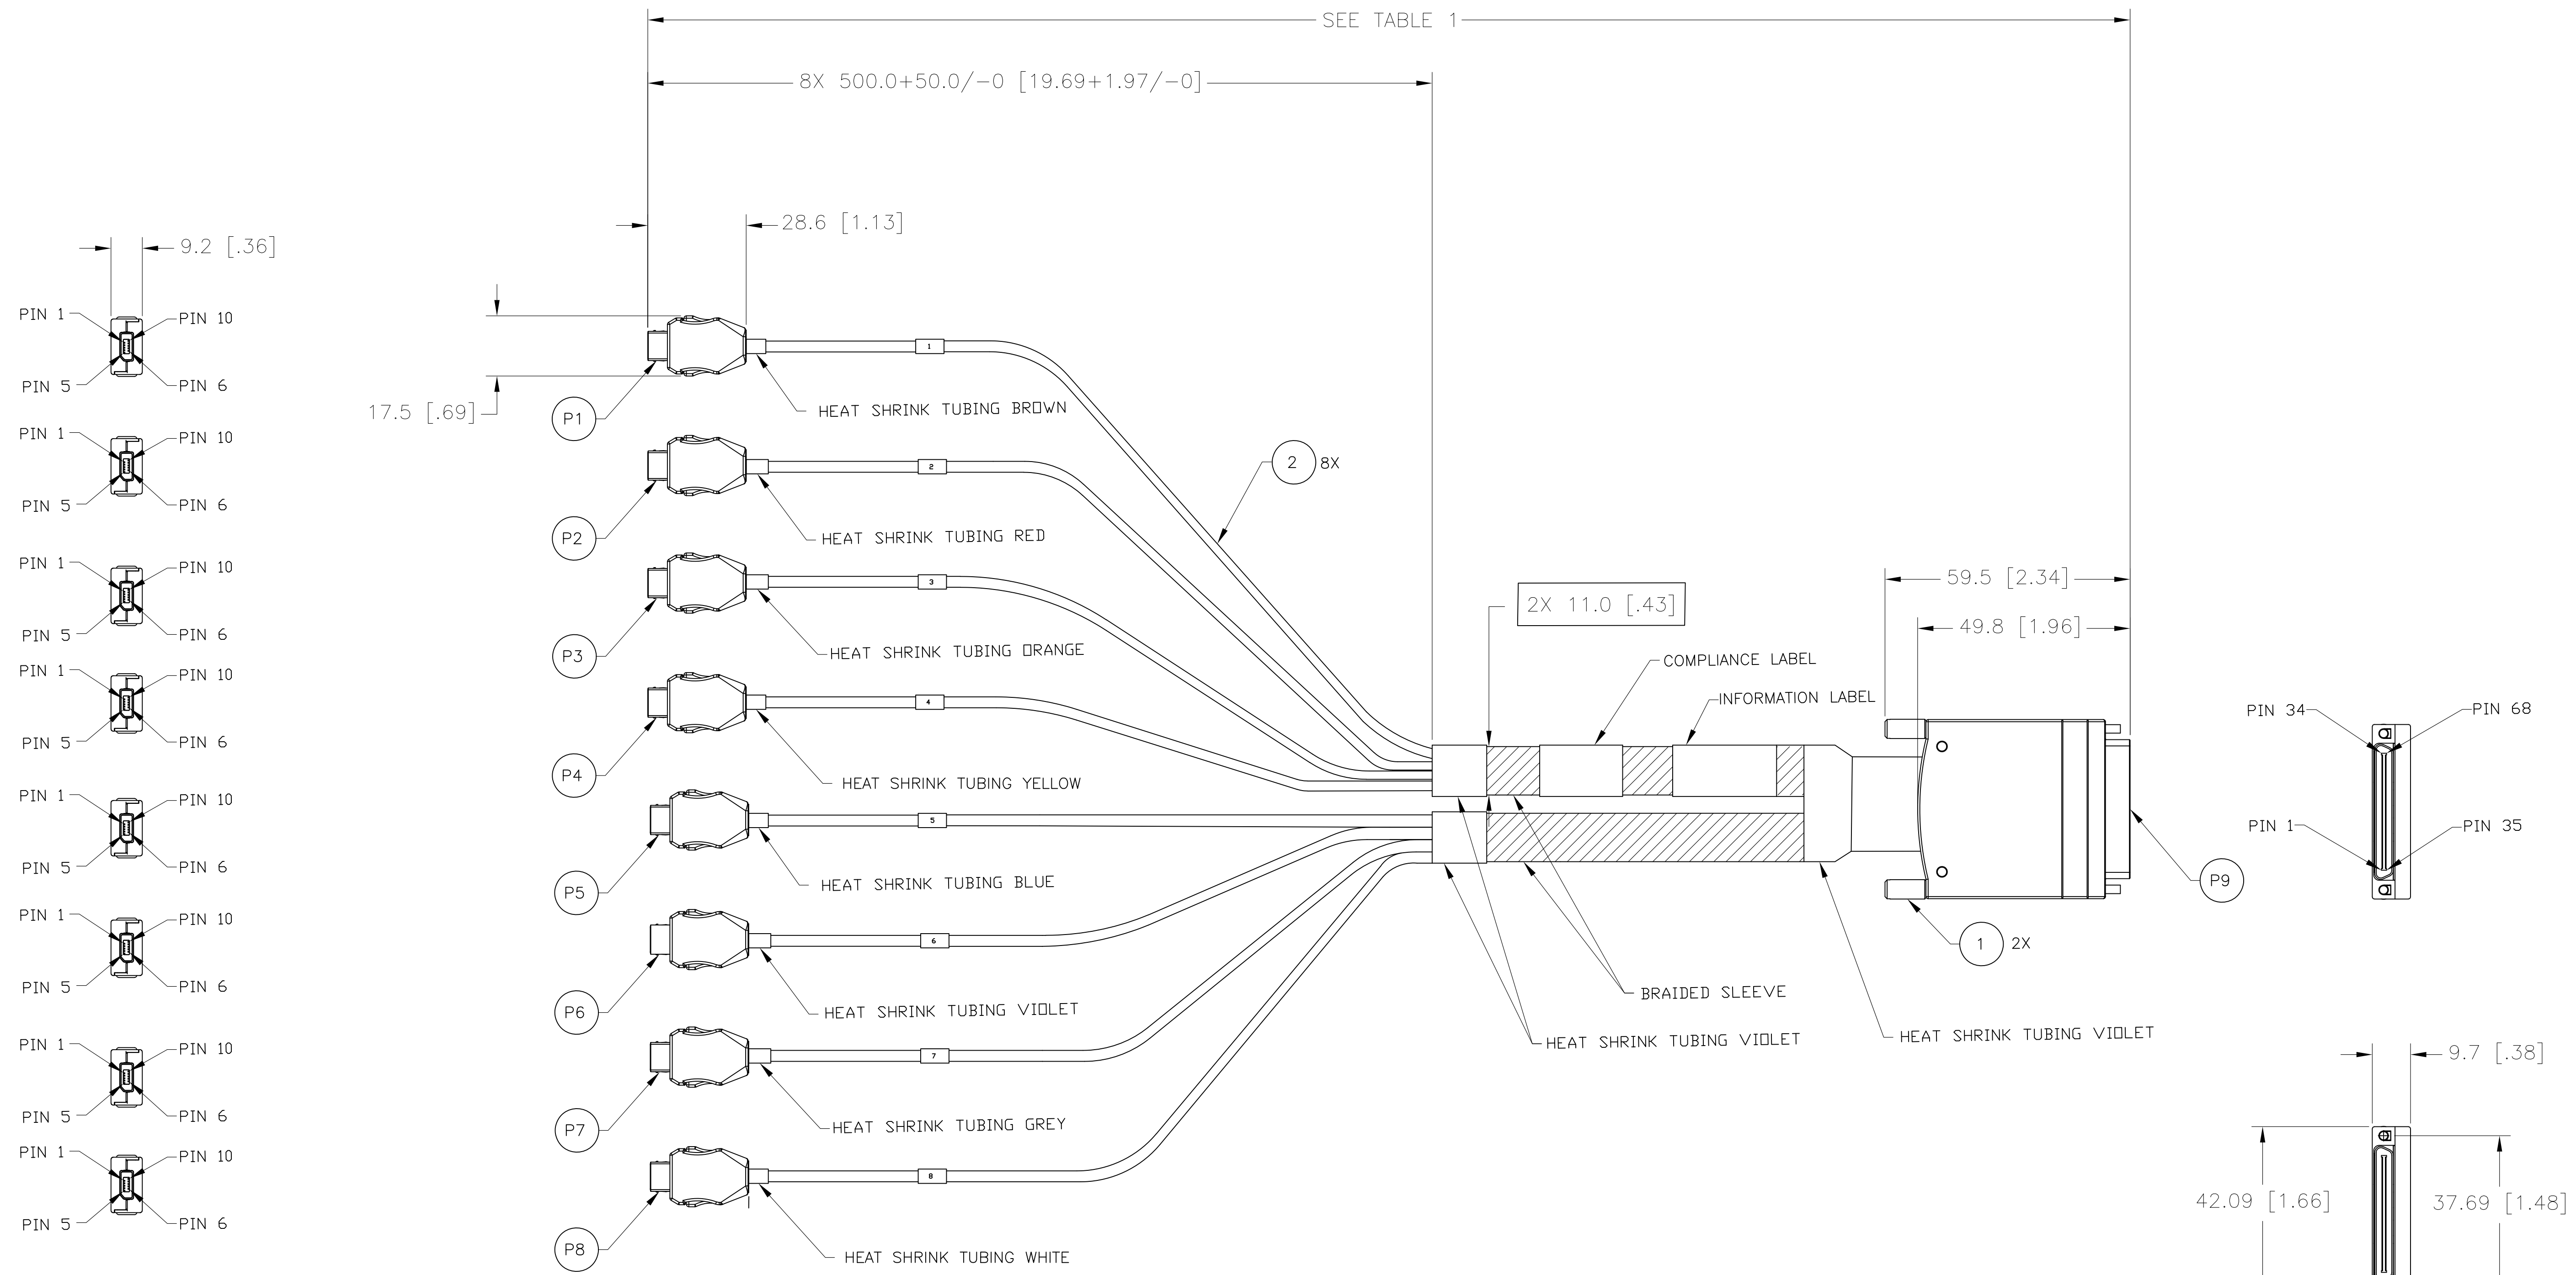 SEE TABLE 1
8X 500.0+50.0/-0 [19.69+1.97/-0]
28.6 [1.13]
9.2 [.36]
17.5 [.69]
PIN 1
PIN 10
PIN 5
PIN 6
1
P1
HEAT SHRINK TUBING BROWN
PIN 1
PIN 10
PIN 5
PIN 6
2
P2
HEAT SHRINK TUBING RED
2 8X
PIN 1
PIN 10
PIN 5
PIN 6
3
P3
HEAT SHRINK TUBING ORANGE
PIN 1
PIN 10
PIN 5
PIN 6
4
P4
HEAT SHRINK TUBING YELLOW
PIN 1
PIN 10
PIN 5
PIN 6
5
P5
HEAT SHRINK TUBING BLUE
PIN 1
PIN 10
PIN 5
PIN 6
6
P6
HEAT SHRINK TUBING VIOLET
PIN 1
PIN 10
PIN 5
PIN 6
7
P7
HEAT SHRINK TUBING GREY
PIN 1
PIN 10
PIN 5
PIN 6
8
P8
HEAT SHRINK TUBING WHITE
2X 11.0 [.43]
59.5 [2.34]
49.8 [1.96]
COMPLIANCE LABEL
INFORMATION LABEL
P9
1 2X
BRAIDED SLEEVE
HEAT SHRINK TUBING VIOLET
HEAT SHRINK TUBING VIOLET
PIN 34
PIN 68
PIN 1
PIN 35
9.7 [.38]
42.09 [1.66]
37.69 [1.48]